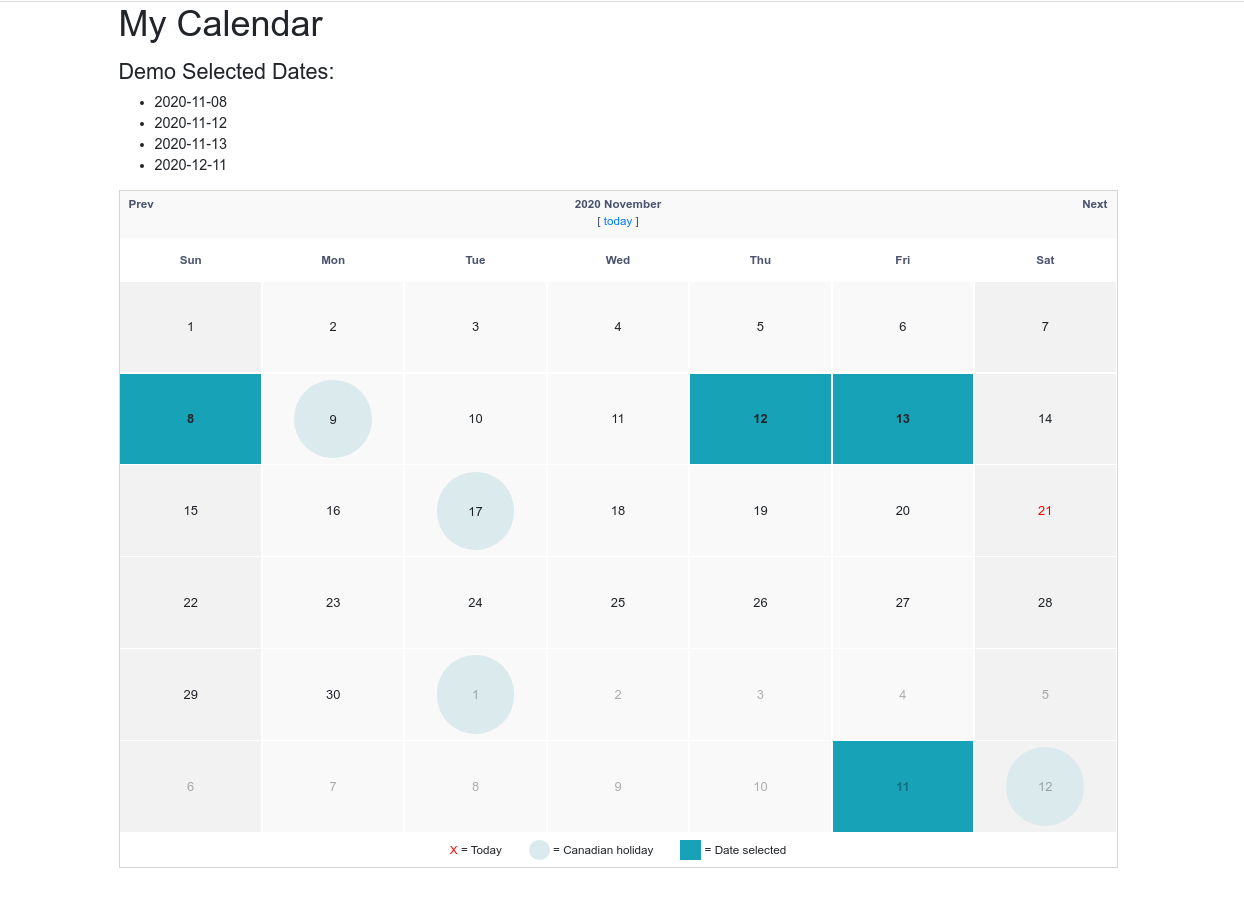 My Calendar
Demo Selected Dates:
• 2020-11-08
• 2020-11-12
• 2020-11-13
• 2020-12-11
Prev 2020 November Next
[ today ]
Sun Mon Tue Wed Thu Fri Sat
1 2 3 4 5 6 7
8 9 10 11 12 13 14
15 16 17 18 19 20 21
22 23 24 25 26 27 28
29 30 1 2 3 4 5
6 7 8 9 10 11 12
X = Today = Canadian holiday = Date selected